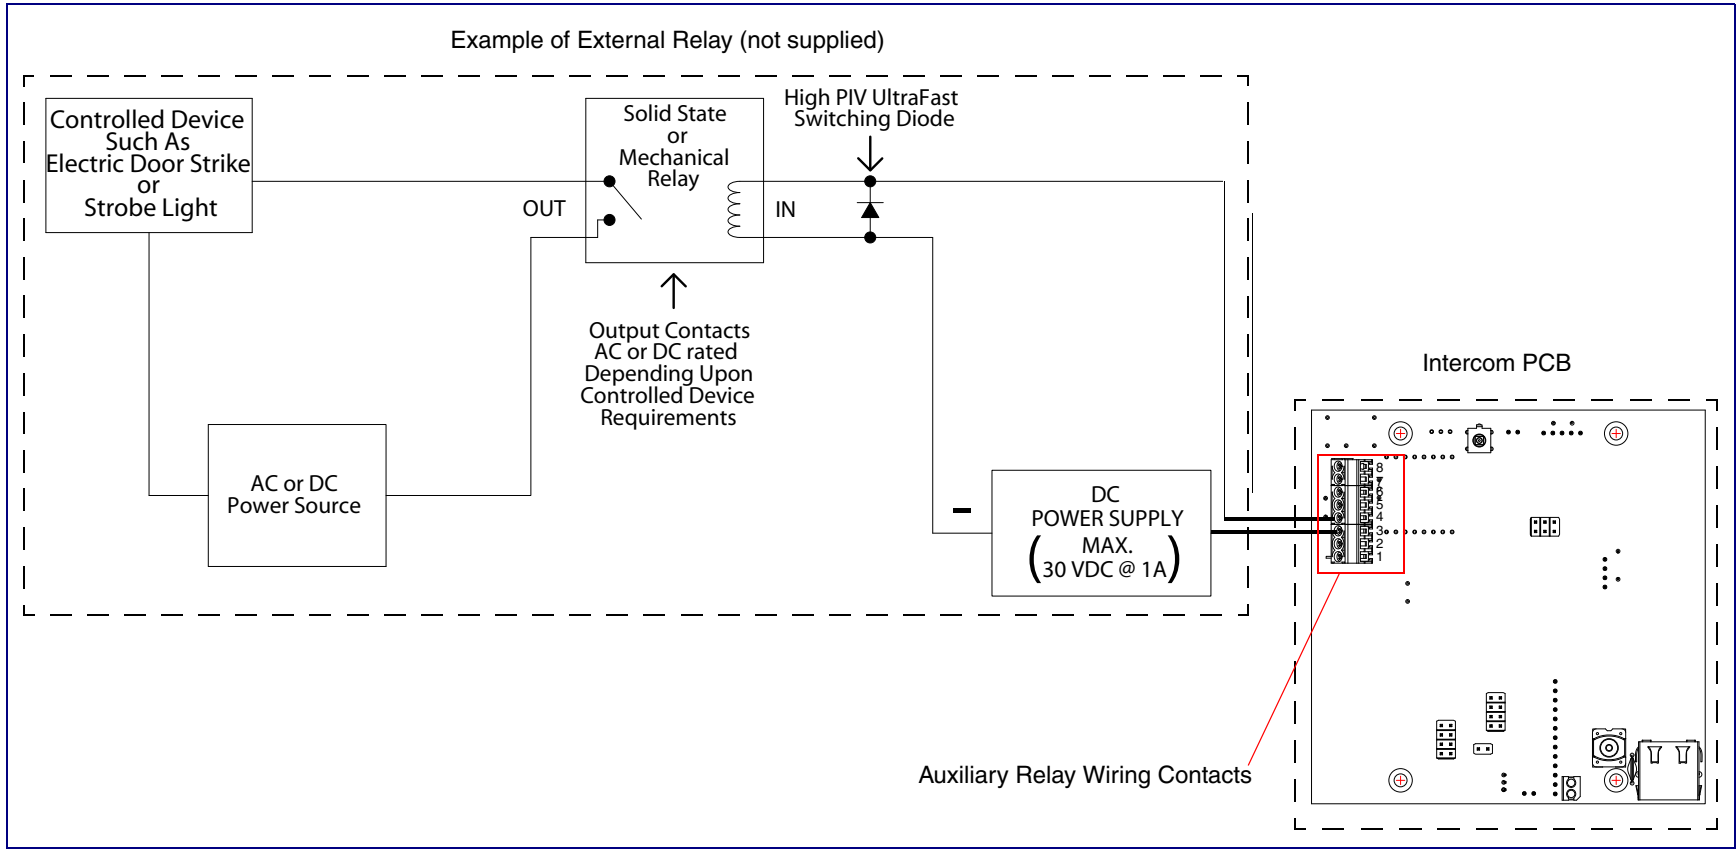 Example of External Relay (not supplied)
Controlled Device
Such As
Electric Door Strike
or
Strobe Light
Solid State
or
Mechanical
Relay
High PIV UltraFast
Switching Diode
OUT
IN
Output Contacts
AC or DC rated
Depending Upon
Controlled Device
Requirements
AC or DC
Power Source
–
DC
POWER SUPPLY
( MAX.
30 VDC @ 1A )
Intercom PCB
8
7
6
5
4
3
2
1
Auxiliary Relay Wiring Contacts